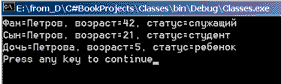 E:\from_D\C#BookProjects\Classes\bin\Debug\Classes.exe
Фам=Петров, возраст=42, статус=служащий
Сын=Петров, возраст=21, статус=студент
Дочь=Петрова, возраст=5, статус=ребенок
Press any key to continue